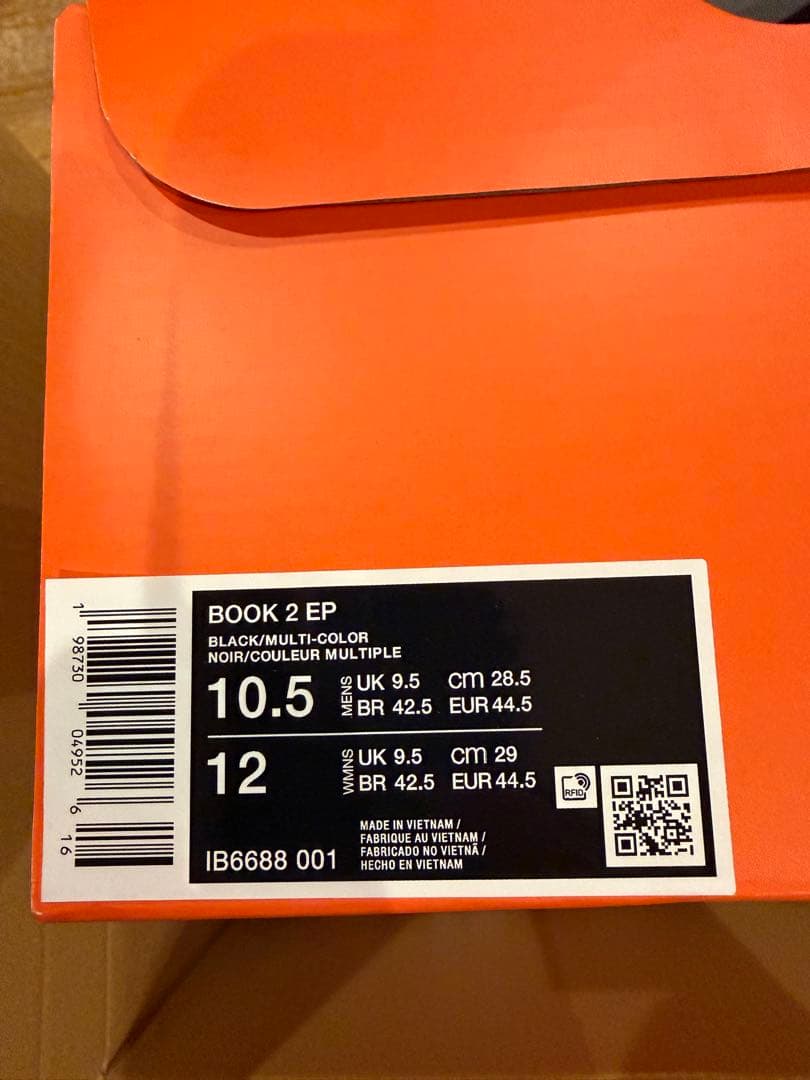 BOOK 2 EP
BLACK/MULTI-COLOR
NOIR/COULEUR MULTIPLE
10.5 MENS UK 9.5 cm 28.5
BR 42.5 EUR 44.5
12 WMNS UK 9.5 cm 29
BR 42.5 EUR 44.5
RFID
IB6688 001
MADE IN VIETNAM /
FABRIQUE AU VIETNAM /
FABRICADO NO VIETNÃ /
HECHO EN VIETNAM
1 98730 04952 6 16